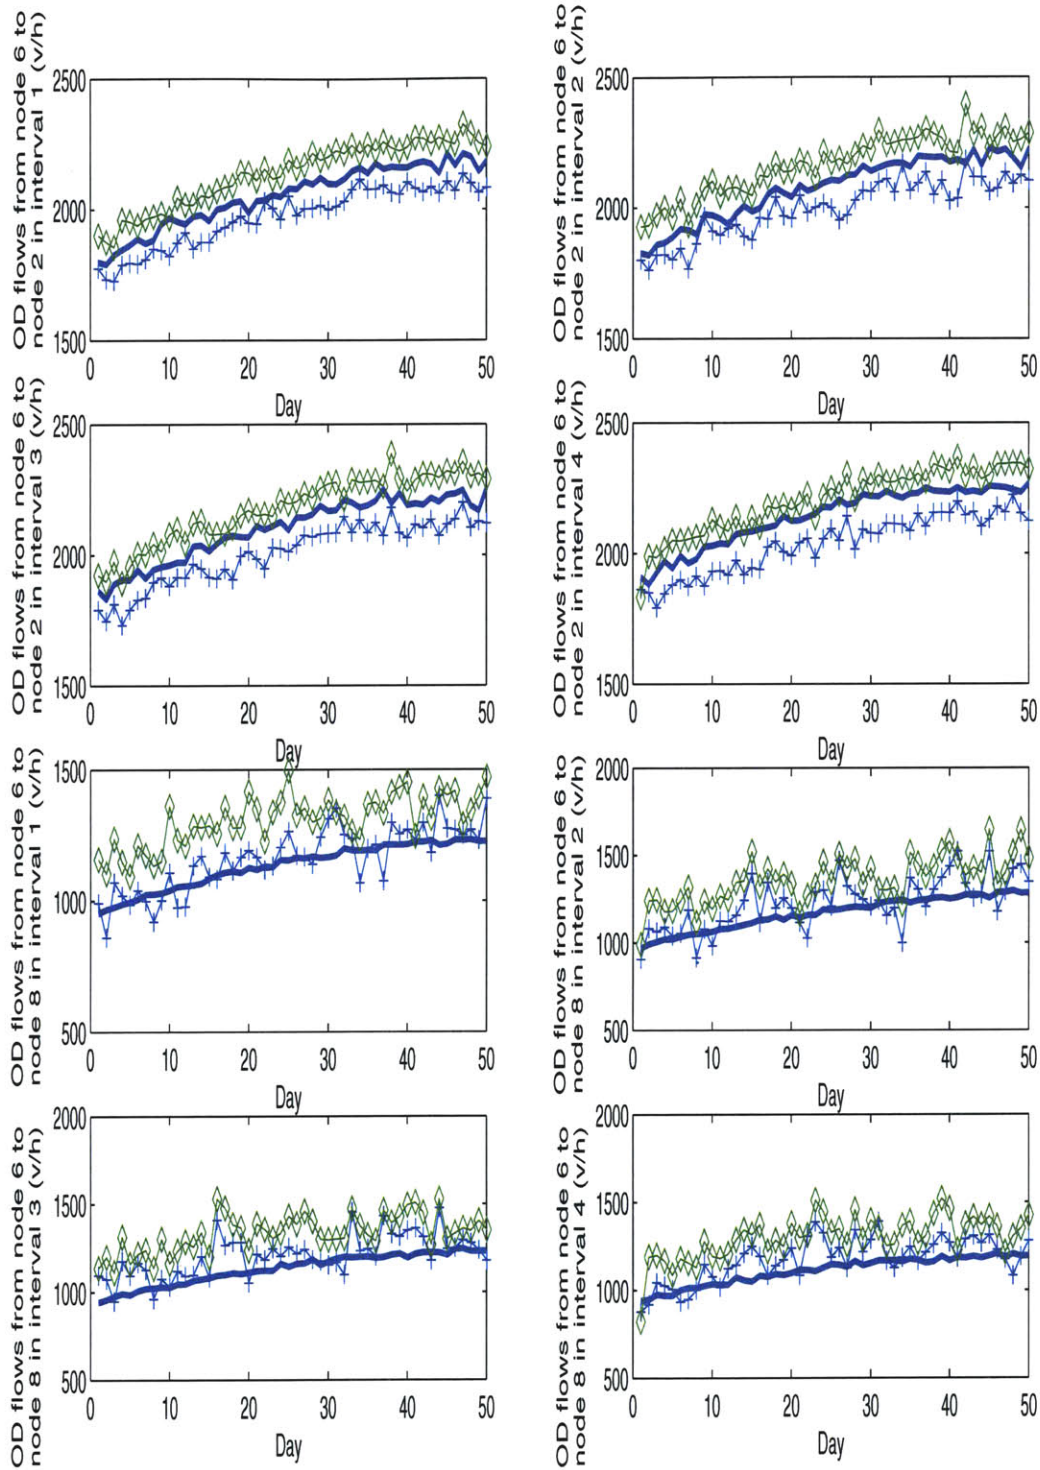 OD flows from node 6 to
node 2 in interval 1 (v/h)
2500
2000
1500
0 10 20 30 40 50
Day
OD flows from node 6 to
node 2 in interval 2 (v/h)
2500
2000
1500
0 10 20 30 40 50
Day
OD flows from node 6 to
node 2 in interval 3 (v/h)
2500
2000
1500
0 10 20 30 40 50
Day
OD flows from node 6 to
node 2 in interval 4 (v/h)
2500
2000
1500
0 10 20 30 40 50
Day
OD flows from node 6 to
node 8 in interval 1 (v/h)
1500
1000
500
0 10 20 30 40 50
Day
OD flows from node 6 to
node 8 in interval 2 (v/h)
2000
1500
1000
500
0 10 20 30 40 50
Day
OD flows from node 6 to
node 8 in interval 3 (v/h)
2000
1500
1000
500
0 10 20 30 40 50
Day
OD flows from node 6 to
node 8 in interval 4 (v/h)
2000
1500
1000
500
0 10 20 30 40 50
Day